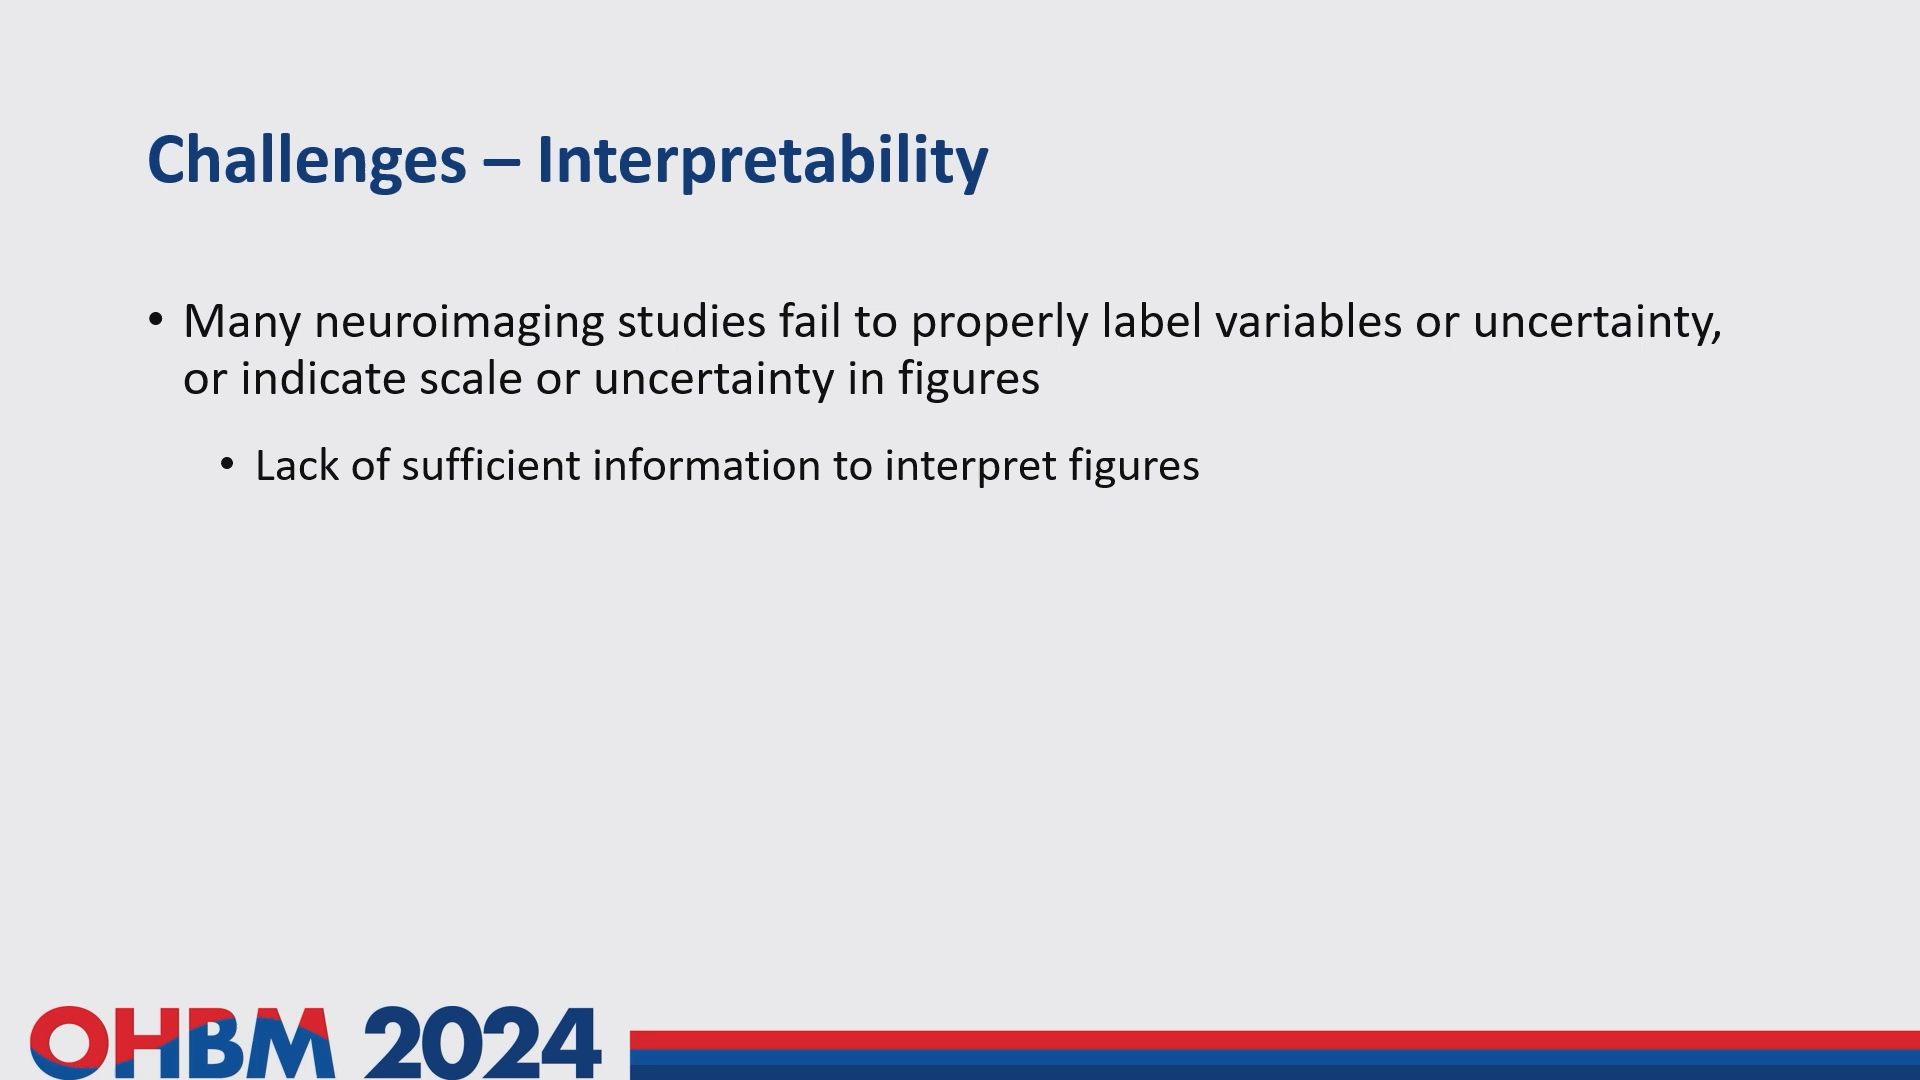 Challenges – Interpretability
• Many neuroimaging studies fail to properly label variables or uncertainty,
or indicate scale or uncertainty in figures
• Lack of sufficient information to interpret figures
OHBM 2024